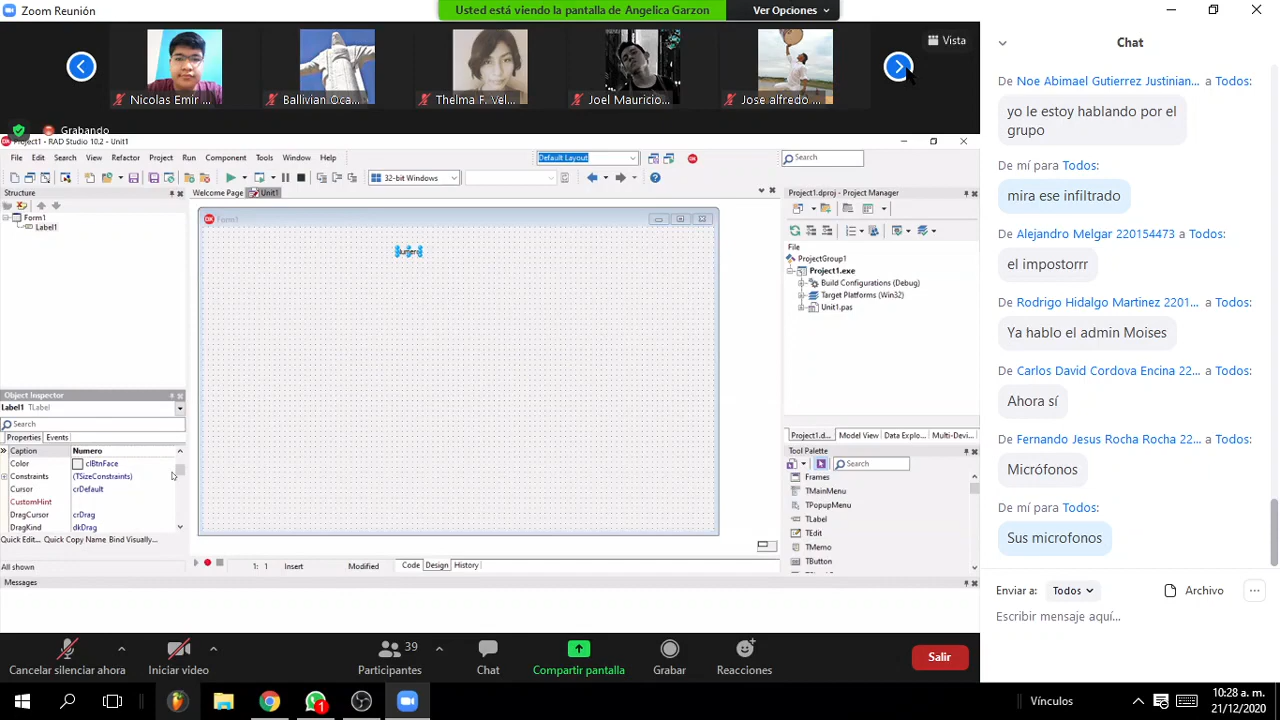 Zoom Reunión
Usted está viendo la pantalla de Angelica Garzon
Ver Opciones
Vista
Nicolas Emir ...
Ballivian Oca...
Thelma F. Vel...
Joel Mauricio...
Jose alfredo ...
Grabando
Project1 - RAD Studio 10.2 - Unit1
File Edit Search View Refactor Project Run Component Tools Window Help
Default Layout
Search
32-bit Windows
Structure
Welcome Page
Unit1
Form1
Label1
Form1
Numero
Project1.dproj - Project Manager
File
ProjectGroup1
Project1.exe
Build Configurations (Debug)
Target Platforms (Win32)
Unit1.pas
Project1.d...
Model View
Data Explo...
Multi-Devi...
Tool Palette
Search
Frames
TMainMenu
TPopupMenu
TLabel
TEdit
TMemo
TButton
Object Inspector
Label1 TLabel
Search
Properties Events
Caption Numero
Color clBtnFace
Constraints (TSizeConstraints)
Cursor crDefault
CustomHint
DragCursor crDrag
DragKind dkDrag
Quick Edit... Quick Copy Name Bind Visually...
All shown
1: 1 Insert Modified
Code Design History
Messages
Chat
De Noe Abimael Gutierrez Justinian... a Todos:
yo le estoy hablando por el
grupo
De mí para Todos:
mira ese infiltrado
De Alejandro Melgar 220154473 a Todos:
el impostorrr
De Rodrigo Hidalgo Martinez 2201... a Todos:
Ya hablo el admin Moises
De Carlos David Cordova Encina 22... a Todos:
Ahora sí
De Fernando Jesus Rocha Rocha 22... a Todos:
Micrófonos
De mí para Todos:
Sus microfonos
Enviar a: Todos
Archivo
...
Escribir mensaje aquí...
Cancelar silenciar ahora
Iniciar video
39
Participantes
Chat
Compartir pantalla
Grabar
Reacciones
Salir
1
Vínculos
10:28 a. m.
21/12/2020